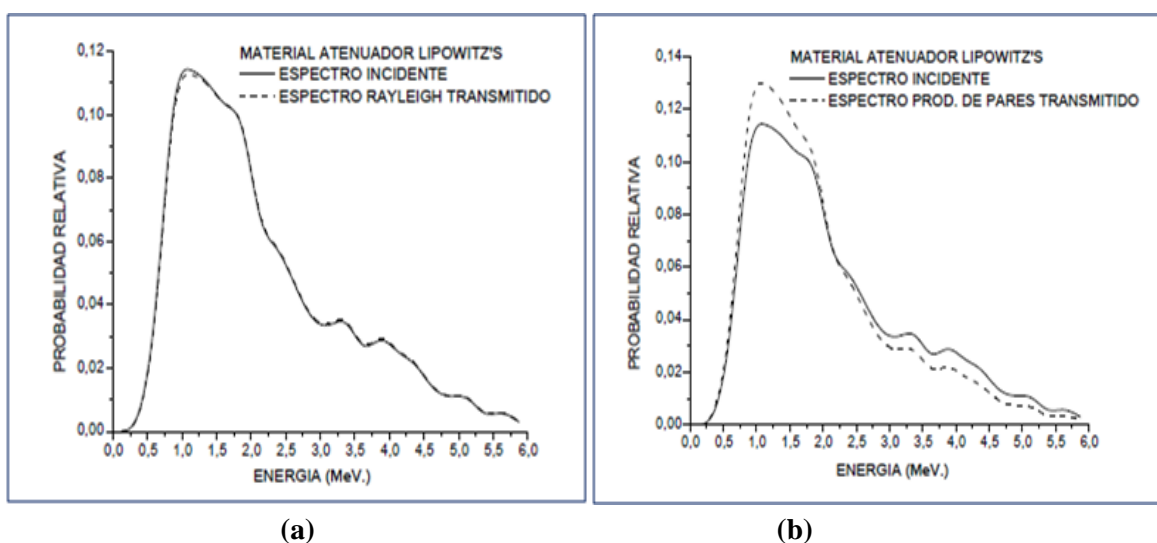 MATERIAL ATENUADOR LIPOWITZ'S
ESPECTRO INCIDENTE
ESPECTRO RAYLEIGH TRANSMITIDO
PROBABILIDAD RELATIVA
0,12
0,10
0,08
0,06
0,04
0,02
0,00
0,0 0,5 1,0 1,5 2,0 2,5 3,0 3,5 4,0 4,5 5,0 5,5 6,0
ENERGIA (MeV.)
(a)
MATERIAL ATENUADOR LIPOWITZ'S
ESPECTRO INCIDENTE
ESPECTRO PROD. DE PARES TRANSMITIDO
PROBABILIDAD RELATIVA
0,14
0,12
0,10
0,08
0,06
0,04
0,02
0,00
0,0 0,5 1,0 1,5 2,0 2,5 3,0 3,5 4,0 4,5 5,0 5,5 6,0
ENERGIA (MeV.)
(b)